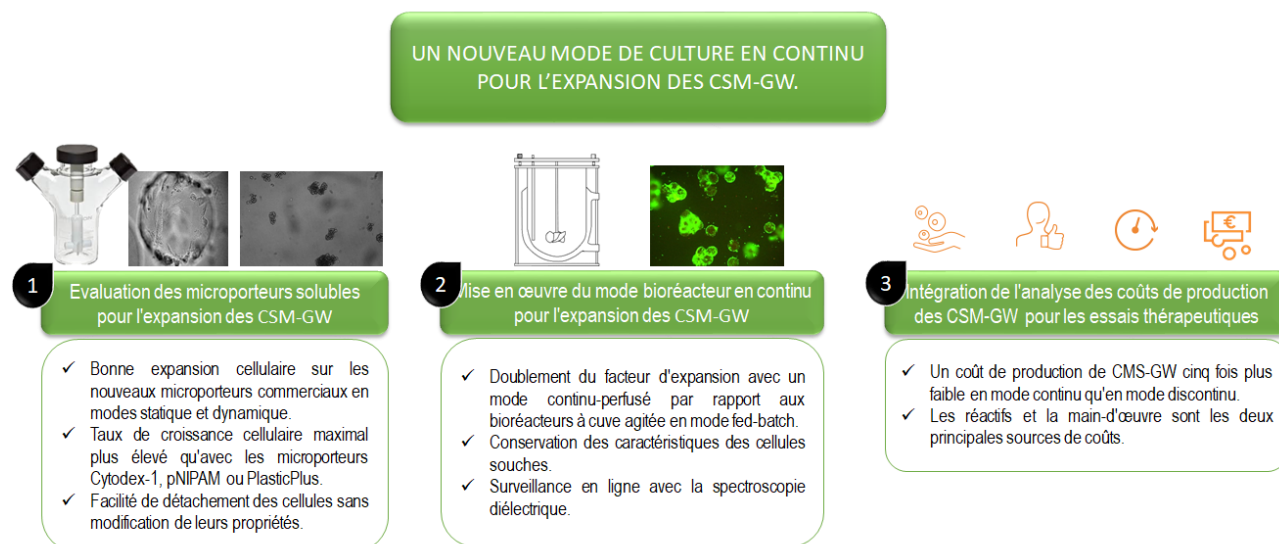 UN NOUVEAU MODE DE CULTURE EN CONTINU
POUR L'EXPANSION DES CSM-GW.
1
Evaluation des microporteurs solubles
pour l'expansion des CSM-GW
✓ Bonne expansion cellulaire sur les
nouveaux microporteurs commerciaux en
modes statique et dynamique.
✓ Taux de croissance cellulaire maximal
plus élevé qu'avec les microporteurs
Cytodex-1, pNIPAM ou PlasticPlus.
✓ Facilité de détachement des cellules sans
modification de leurs propriétés.
2
Mise en œuvre du mode bioréacteur en continu
pour l'expansion des CSM-GW
✓ Doublement du facteur d'expansion avec un
mode continu-perfusé par rapport aux
bioréacteurs à cuve agitée en mode fed-batch.
✓ Conservation des caractéristiques des cellules
souches.
✓ Surveillance en ligne avec la spectroscopie
diélectrique.
€
3
Intégration de l'analyse des coûts de production
des CSM-GW pour les essais thérapeutiques
✓ Un coût de production de CMS-GW cinq fois plus
faible en mode continu qu'en mode discontinu.
✓ Les réactifs et la main-d'œuvre sont les deux
principales sources de coûts.